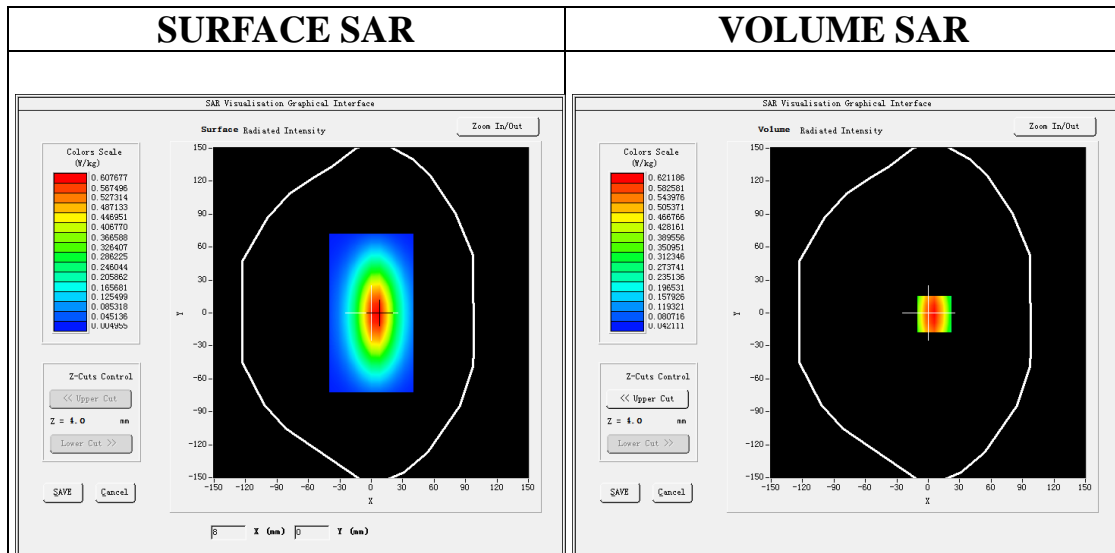 SURFACE SAR
VOLUME SAR
SAR Visualisation Graphical Interface
Surface Radiated Intensity
Zoom In/Out
Colors Scale
(W/kg)
0.607677
0.567496
0.527314
0.487133
0.446951
0.406770
0.366588
0.326407
0.286225
0.246044
0.205862
0.165681
0.125499
0.085318
0.045136
0.004955
150
120
90
60
30
0
-30
-60
-90
-120
-150
Y
-150 -120 -90 -60 -30 0 30 60 90 120 150
X
Z-Cuts Control
<< Upper Cut
Z = 4.0 mm
Lower Cut >>
SAVE
Cancel
8 X (mm) 0 Y (mm)
SAR Visualisation Graphical Interface
Volume Radiated Intensity
Zoom In/Out
Colors Scale
(W/kg)
0.621186
0.582581
0.543976
0.505371
0.466766
0.428161
0.389556
0.350951
0.312346
0.273741
0.235136
0.196531
0.157926
0.119321
0.080716
0.042111
150
120
90
60
30
0
-30
-60
-90
-120
-150
Y
-150 -120 -90 -60 -30 0 30 60 90 120 150
X
Z-Cuts Control
<< Upper Cut
Z = 4.0 mm
Lower Cut >>
SAVE
Cancel